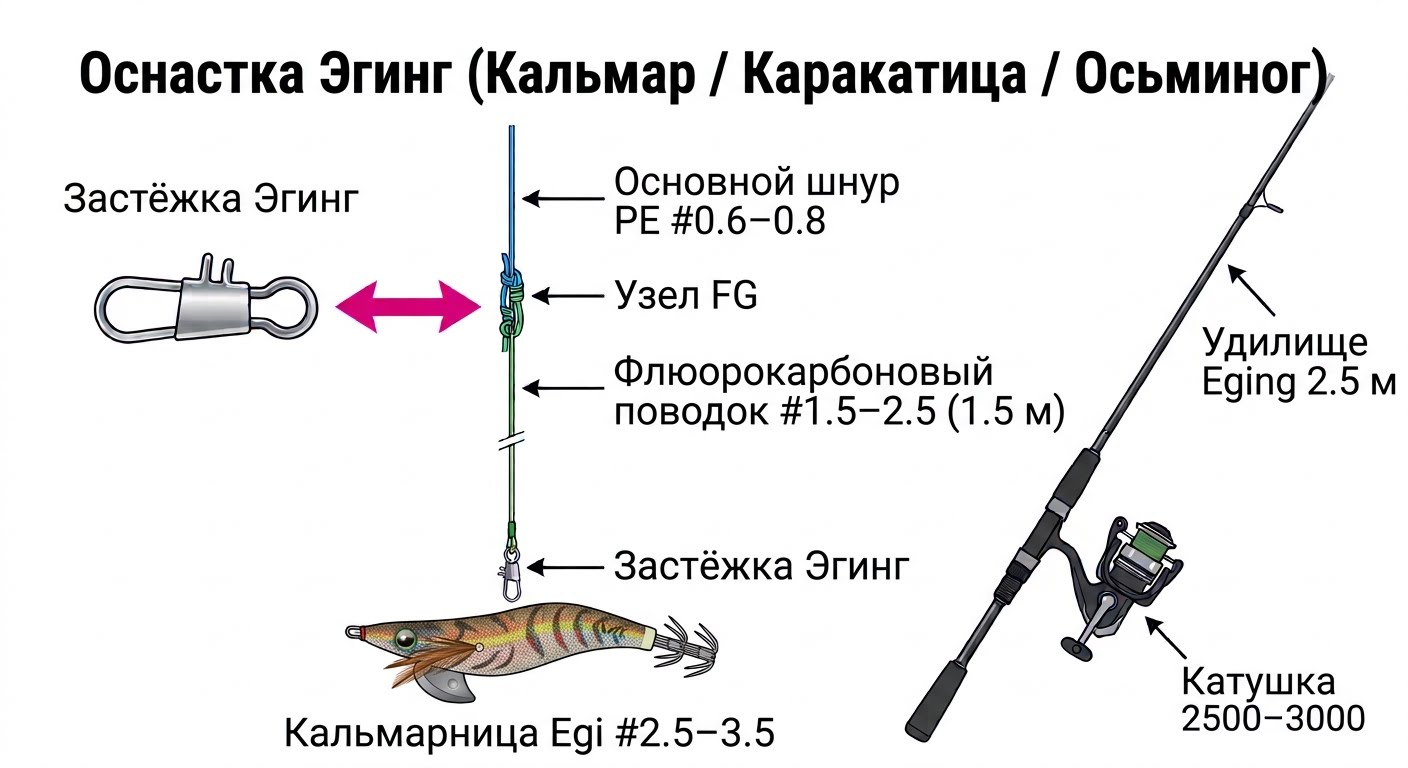 Оснастка Эгинг (Кальмар / Каракатица / Осьминог)
Застёжка Эгинг
Основной шнур
PE #0.6–0.8
Узел FG
Флюорокарбоновый
поводок #1.5–2.5 (1.5 м)
Удилище
Eging 2.5 м
Застёжка Эгинг
Катушка
2500–3000
Кальмарница Egi #2.5–3.5